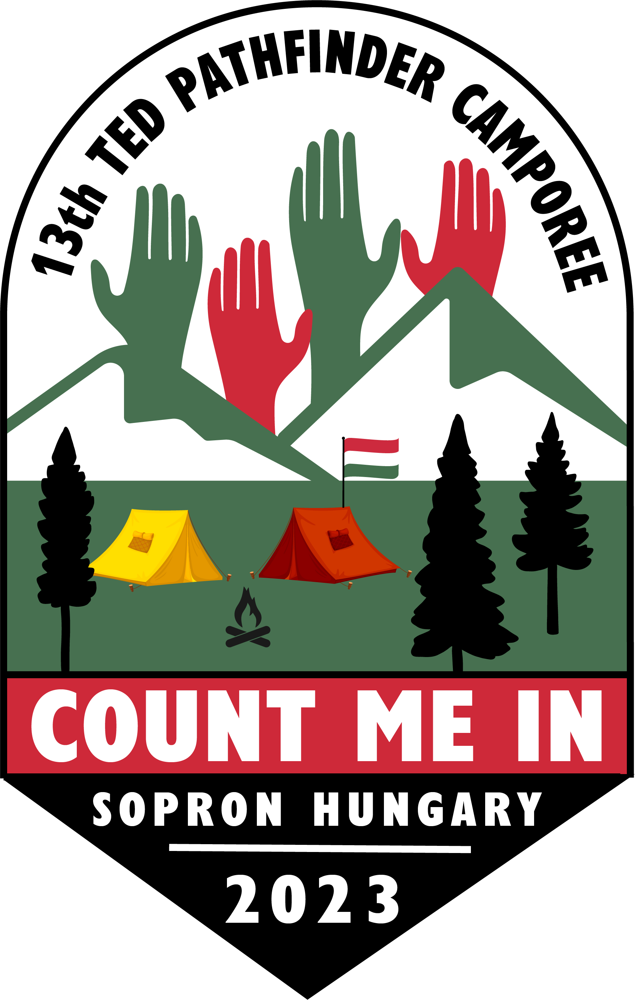 13th TED PATHFINDER CAMPOREE
COUNT ME IN
SOPRON HUNGARY
2023